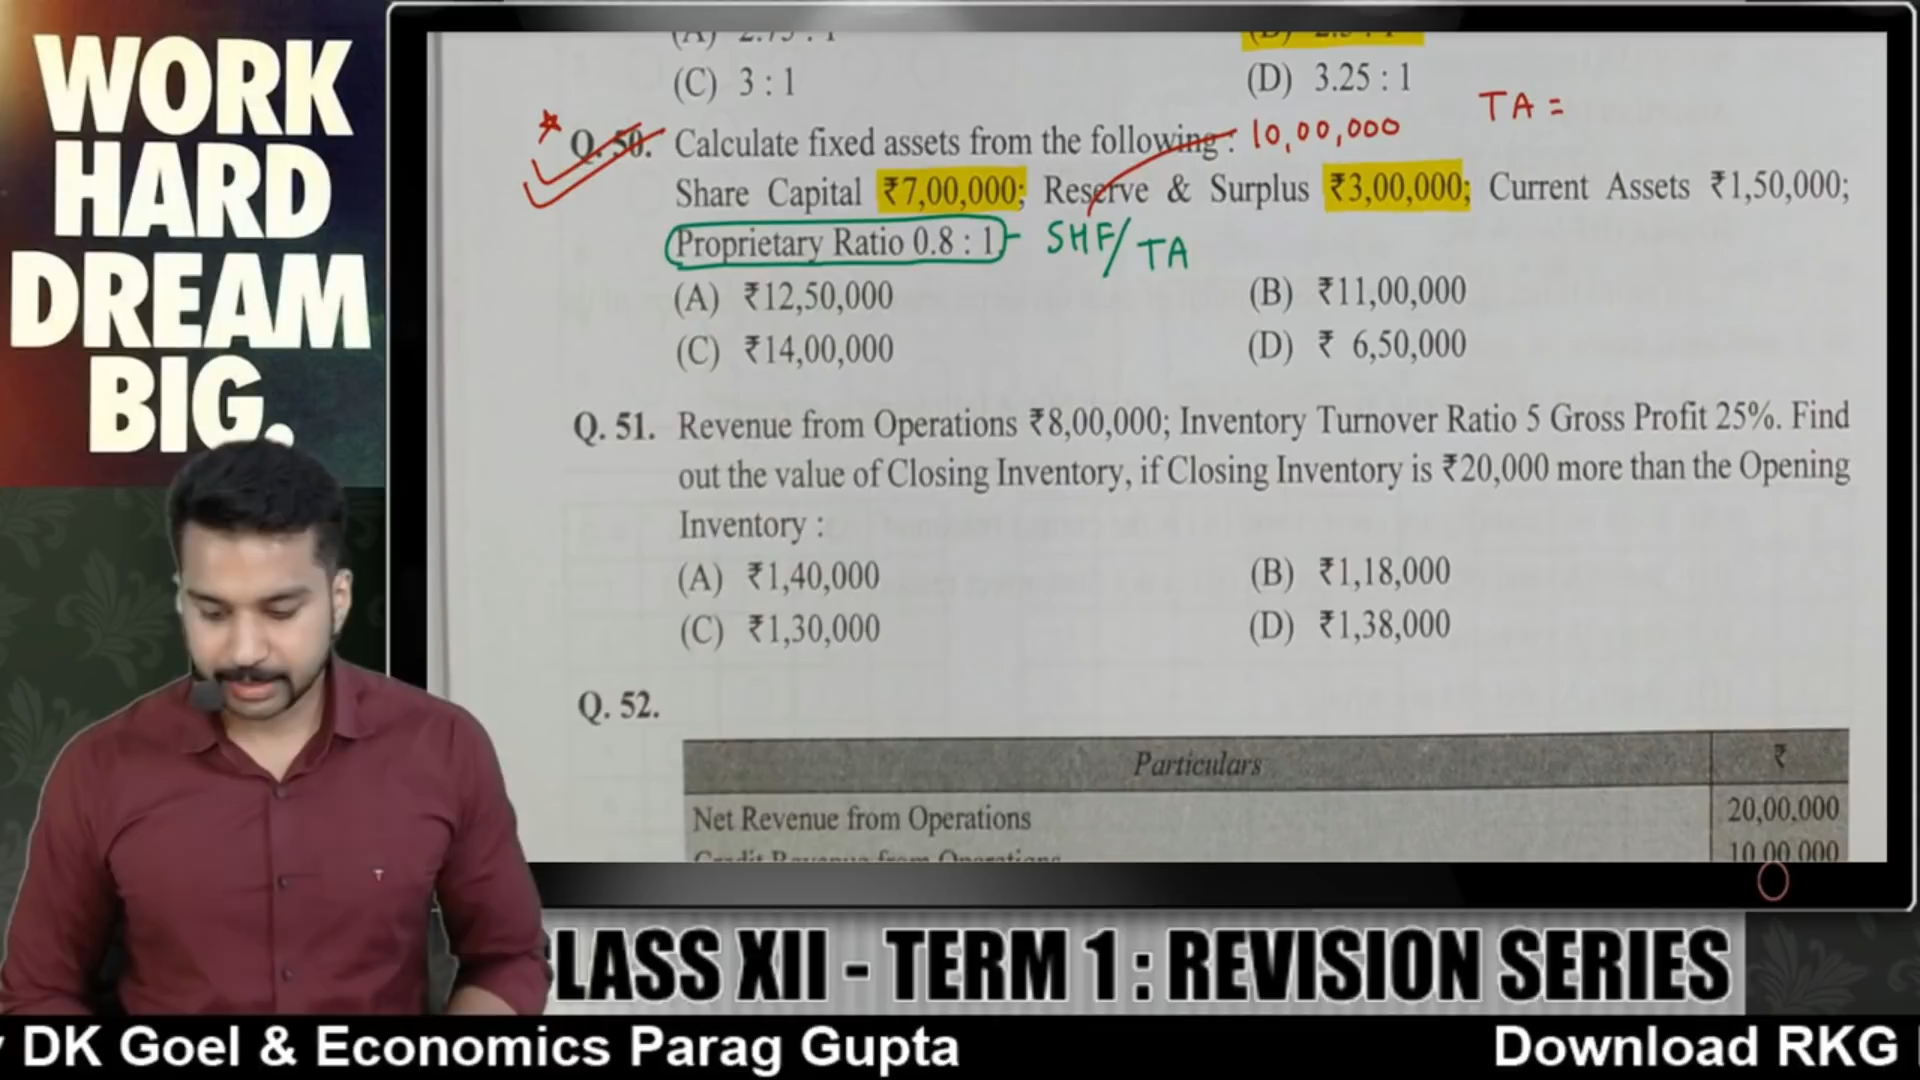 WORK
HARD
DREAM
BIG.
(C) 3 : 1
(D) 3.25 : 1
TA =
Q. 50. Calculate fixed assets from the following : 10,00,000
Share Capital ₹7,00,000; Reserve & Surplus ₹3,00,000; Current Assets ₹1,50,000;
Proprietary Ratio 0.8 : 1 - SHF/TA
(A) ₹12,50,000
(B) ₹11,00,000
(C) ₹14,00,000
(D) ₹ 6,50,000
Q. 51. Revenue from Operations ₹8,00,000; Inventory Turnover Ratio 5 Gross Profit 25%. Find
out the value of Closing Inventory, if Closing Inventory is ₹20,000 more than the Opening
Inventory :
(A) ₹1,40,000
(B) ₹1,18,000
(C) ₹1,30,000
(D) ₹1,38,000
Q. 52.
Particulars ₹
Net Revenue from Operations 20,00,000
10,00,000
LASS XII - TERM 1 : REVISION SERIES
DK Goel & Economics Parag Gupta
Download RKG